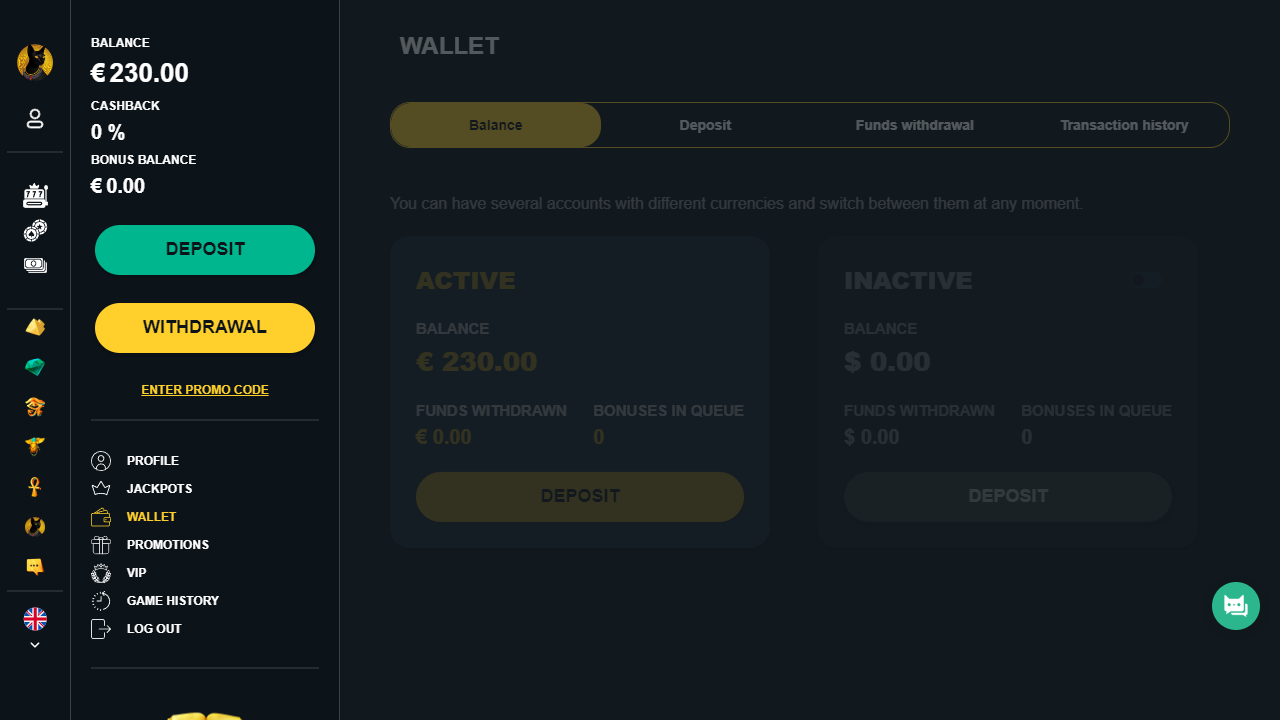 BALANCE
€ 230.00
CASHBACK
0 %
BONUS BALANCE
€ 0.00
DEPOSIT
WITHDRAWAL
ENTER PROMO CODE
PROFILE
JACKPOTS
WALLET
PROMOTIONS
VIP
GAME HISTORY
LOG OUT
WALLET
Balance Deposit Funds withdrawal Transaction history
You can have several accounts with different currencies and switch between them at any moment.
ACTIVE
BALANCE
€ 230.00
FUNDS WITHDRAWN BONUSES IN QUEUE
€ 0.00 0
DEPOSIT
INACTIVE
BALANCE
$ 0.00
FUNDS WITHDRAWN BONUSES IN QUEUE
$ 0.00 0
DEPOSIT
777